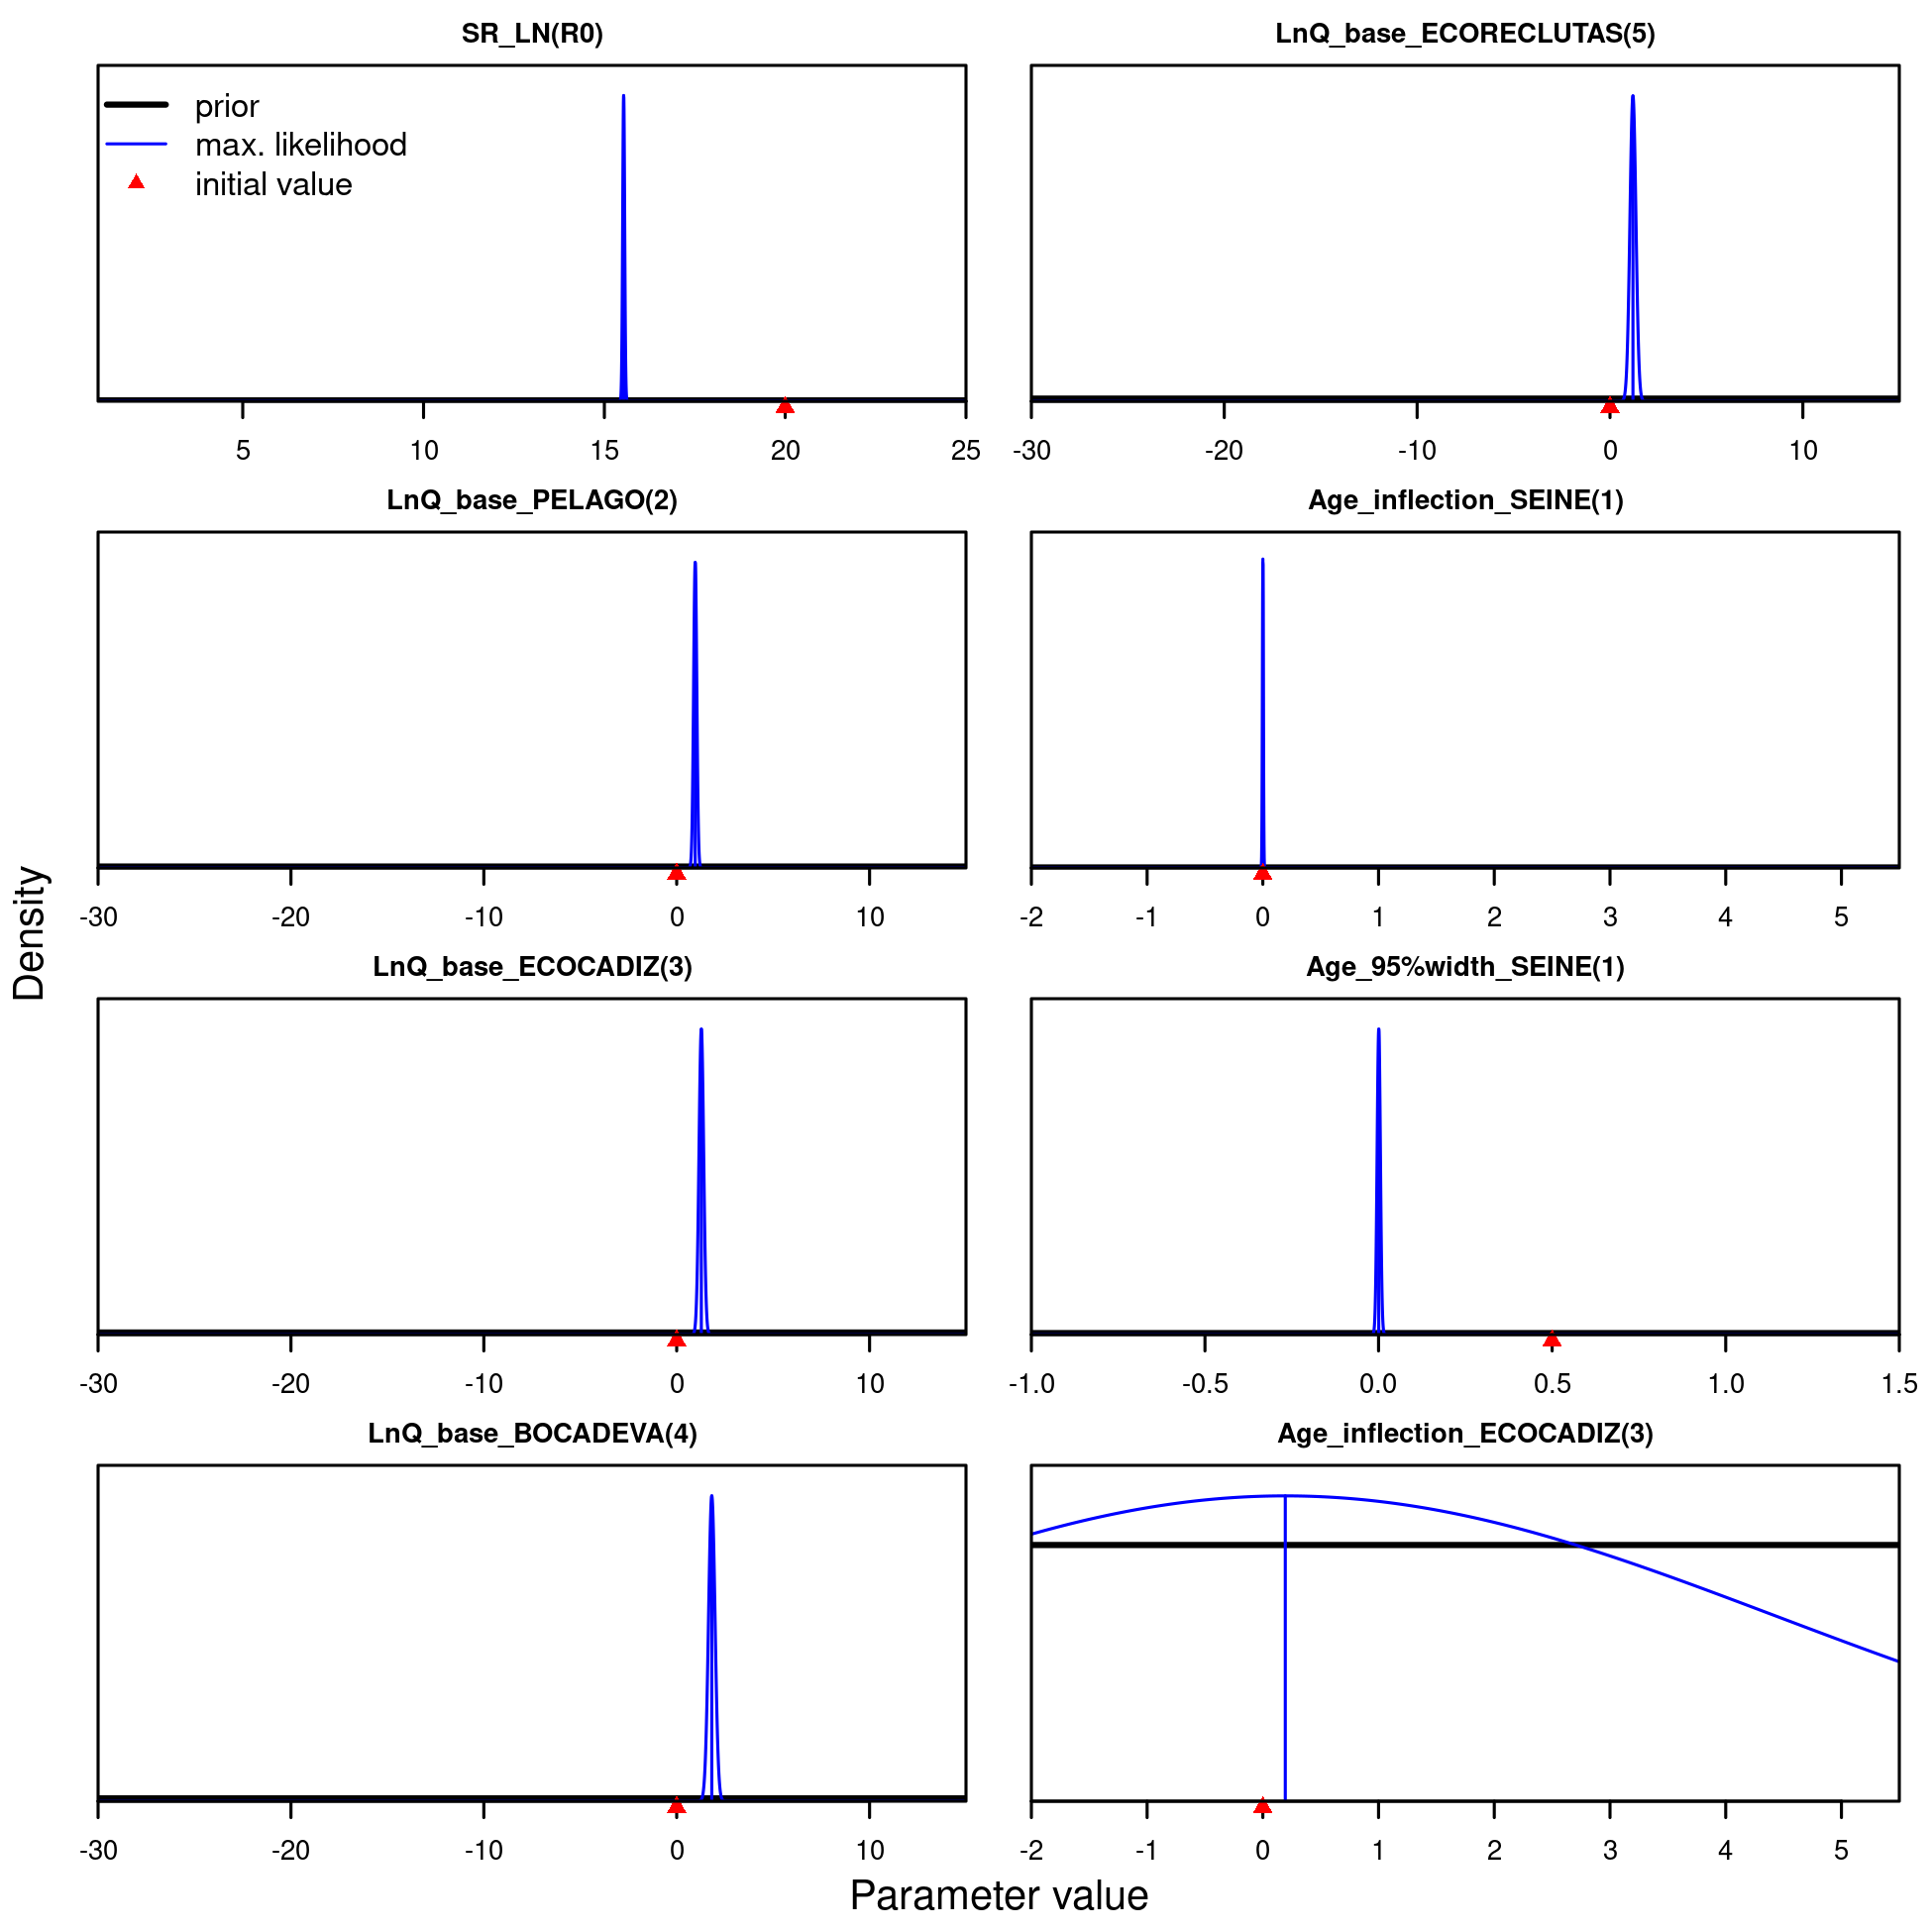 SR_LN(R0)
prior
max. likelihood
initial value
5 10 15 20 25
LnQ_base_ECORECLUTAS(5)
-30 -20 -10 0 10
LnQ_base_PELAGO(2)
-30 -20 -10 0 10
Age_inflection_SEINE(1)
-2 -1 0 1 2 3 4 5
LnQ_base_ECOCADIZ(3)
-30 -20 -10 0 10
Age_95%width_SEINE(1)
-1.0 -0.5 0.0 0.5 1.0 1.5
LnQ_base_BOCADEVA(4)
-30 -20 -10 0 10
Age_inflection_ECOCADIZ(3)
-2 -1 0 1 2 3 4 5
Density
Parameter value